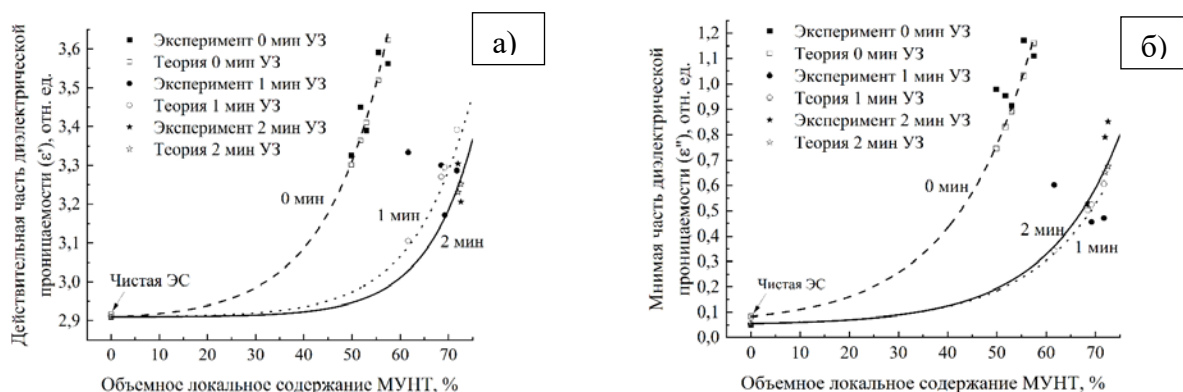 3,6
3,5
3,4
3,3
3,2
3,1
3,0
2,9
Действительная часть диэлектрической
проницаемости (ε'), отн. ед.
Эксперимент 0 мин УЗ
Теория 0 мин УЗ
Эксперимент 1 мин УЗ
Теория 1 мин УЗ
Эксперимент 2 мин УЗ
Теория 2 мин УЗ
а)
0 мин
1 мин
2 мин
Чистая ЭС
0 10 20 30 40 50 60 70
Объемное локальное содержание МУНТ, %
1,2
1,1
1,0
0,9
0,8
0,7
0,6
0,5
0,4
0,3
0,2
0,1
0,0
Мнимая часть диэлектрической
проницаемости (ε"), отн. ед.
Эксперимент 0 мин УЗ
Теория 0 мин УЗ
Эксперимент 1 мин УЗ
Теория 1 мин УЗ
Эксперимент 2 мин УЗ
Теория 2 мин УЗ
б)
0 мин
2 мин
1 мин
Чистая ЭС
0 10 20 30 40 50 60 70
Объемное локальное содержание МУНТ, %